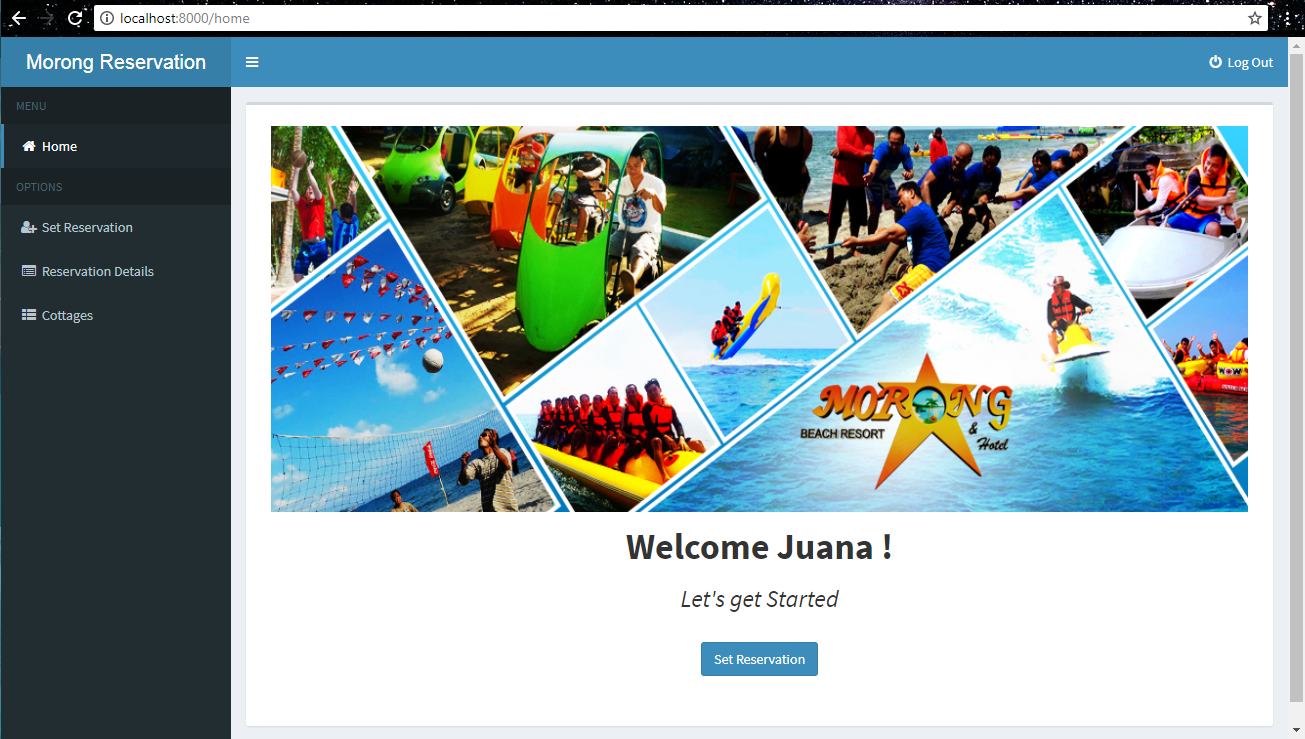 localhost:8000/home
Morong Reservation
Log Out
MENU
Home
OPTIONS
Set Reservation
Reservation Details
Cottages
WOW
MORONG
BEACH RESORT
&
Hotel
Welcome Juana !
Let's get Started
Set Reservation